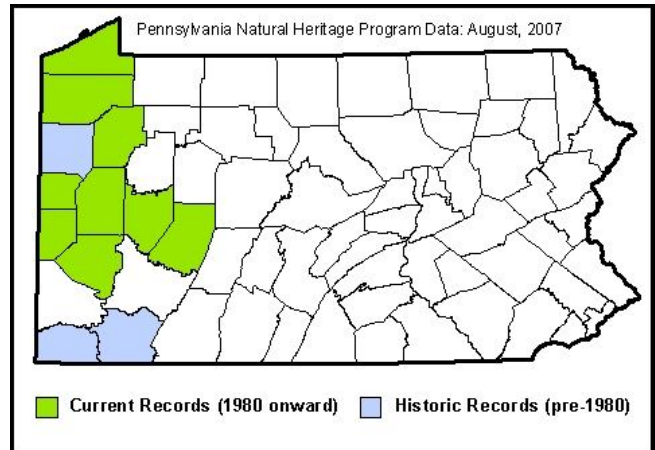 Pennsylvania Natural Heritage Program Data: August, 2007
Current Records (1980 onward)
Historic Records (pre-1980)